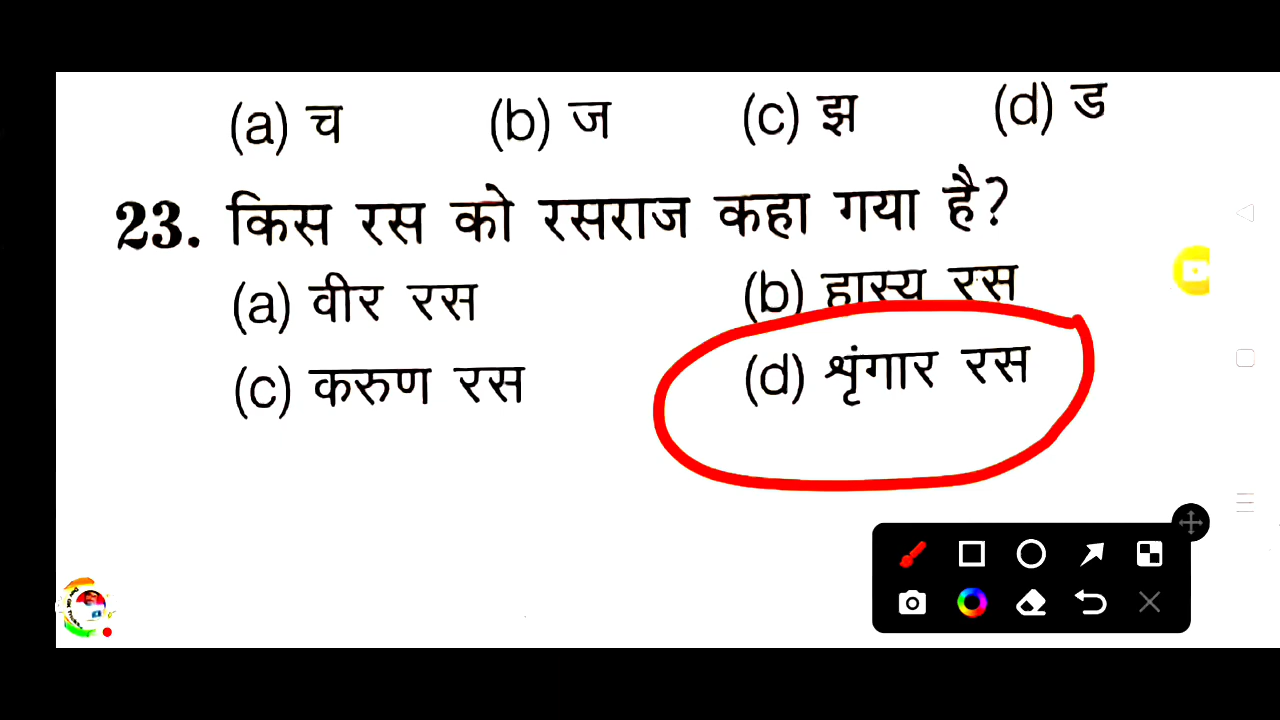 (a) च (b) ज (c) झ (d) ड
23. किस रस को रसराज कहा गया है?
(a) वीर रस (b) हास्य रस
(c) करुण रस (d) शृंगार रस